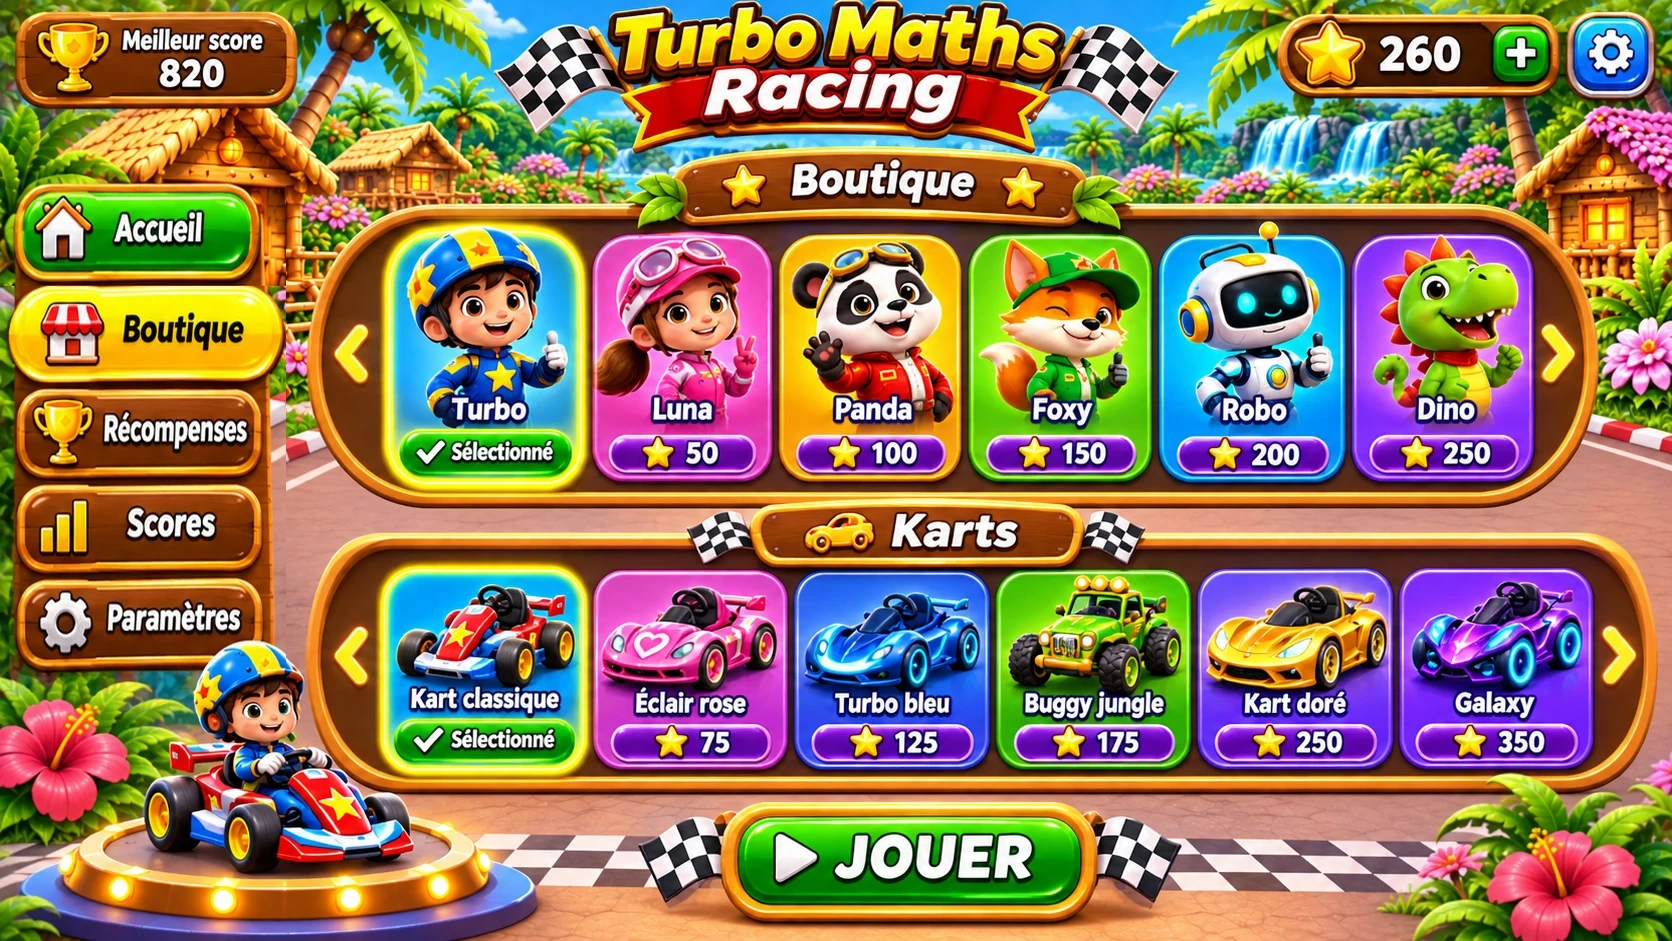 Meilleur score
820
Turbo Maths
Racing
260
Boutique
Accueil
Boutique
Récompenses
Scores
Paramètres
Turbo
Sélectionné
Luna
50
Panda
100
Foxy
150
Robo
200
Dino
250
Karts
Kart classique
Sélectionné
Éclair rose
75
Turbo bleu
125
Buggy jungle
175
Kart doré
250
Galaxy
350
JOUER